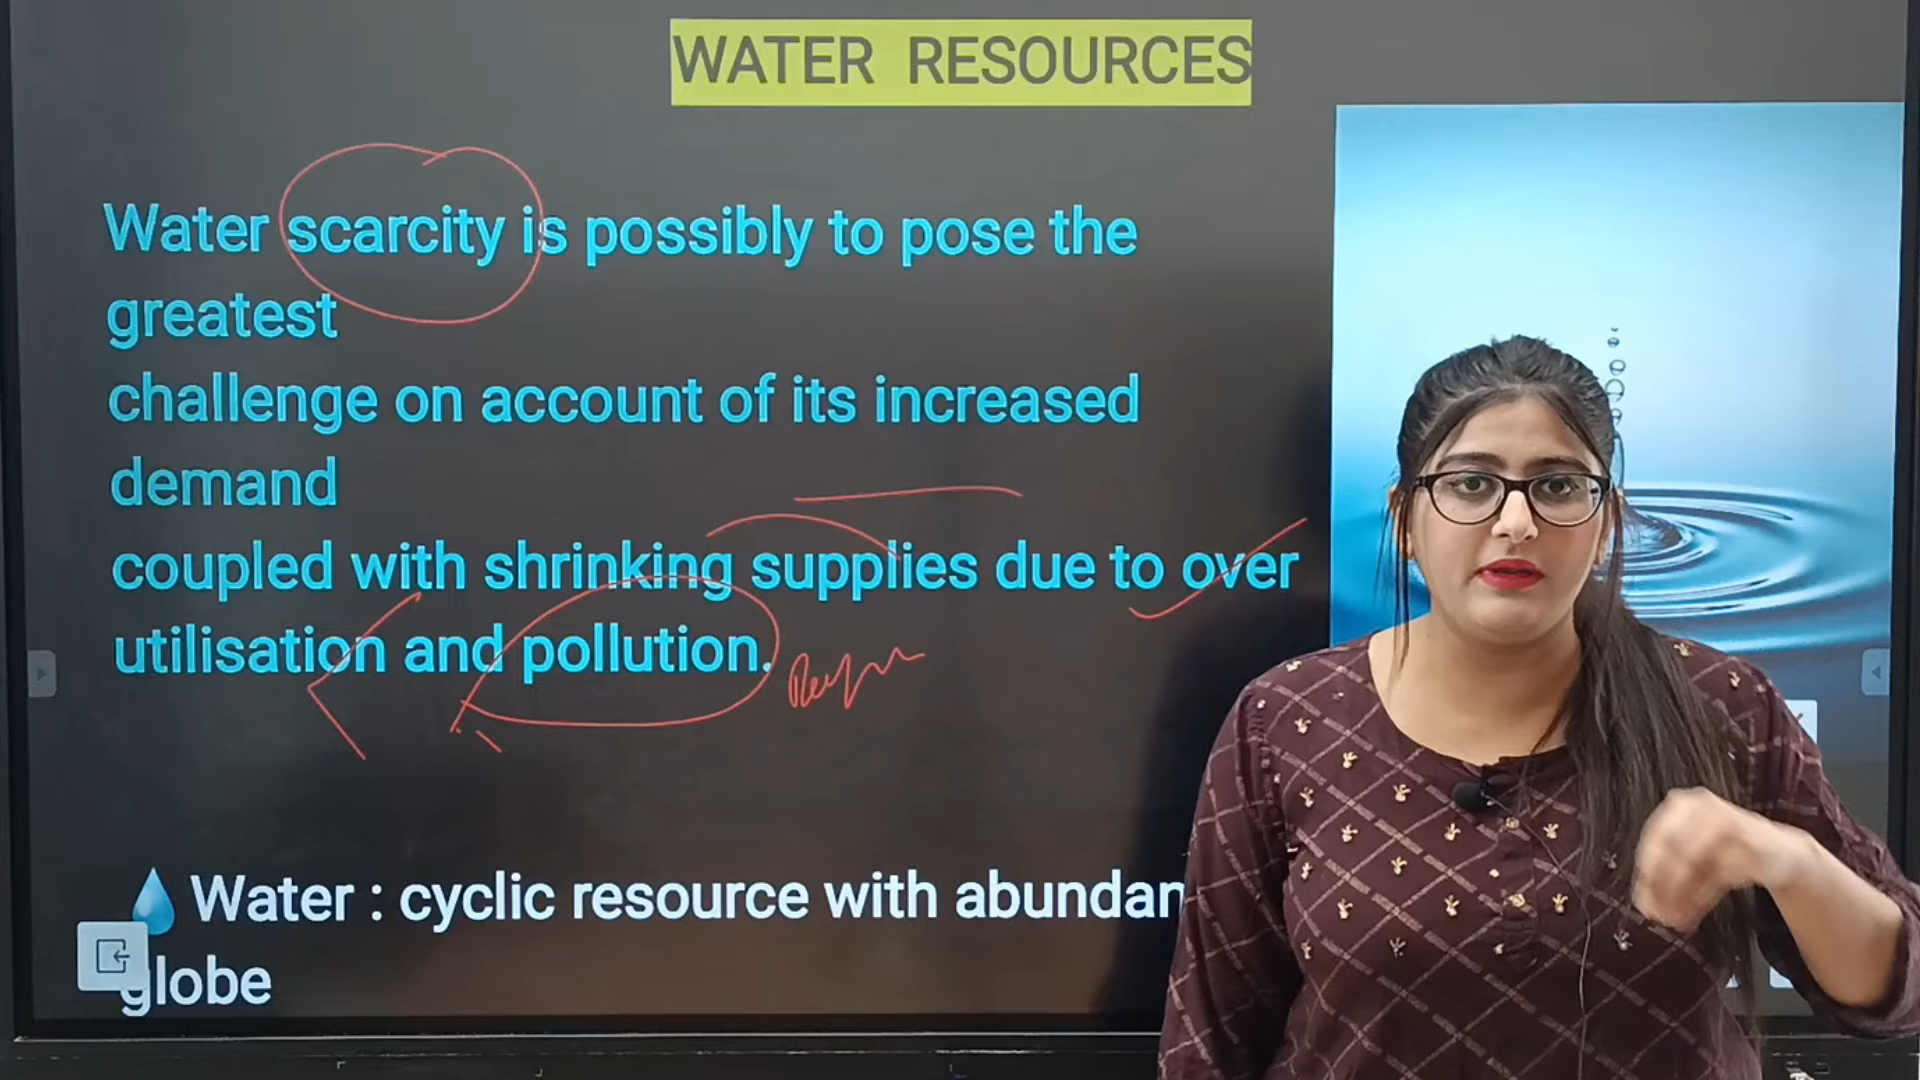 WATER RESOURCES
Water scarcity is possibly to pose the
greatest
challenge on account of its increased
demand
coupled with shrinking supplies due to over
utilisation and pollution.
Water : cyclic resource with abundan
globe